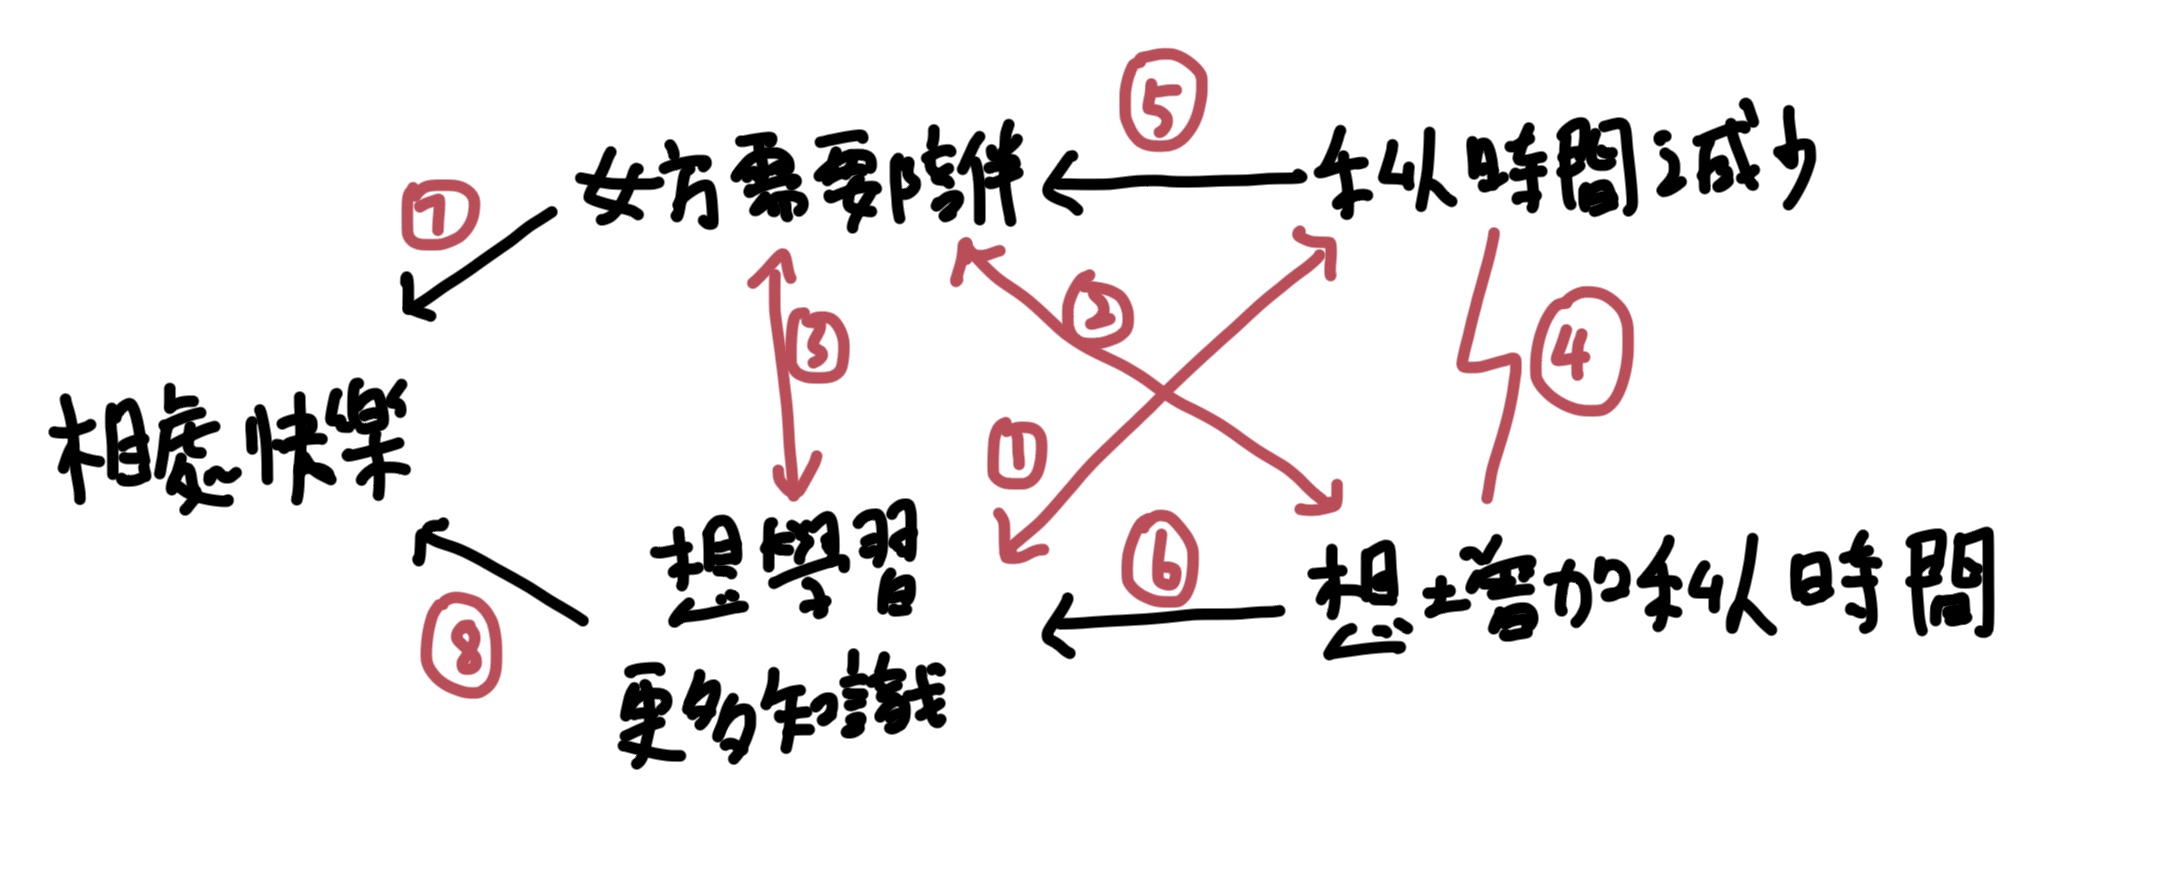 ⑤
女方需要陪伴
私人時間減少
⑦
②
③
④
相處快樂
①
⑥
想學習
更多知識
想增加私人時間
⑧